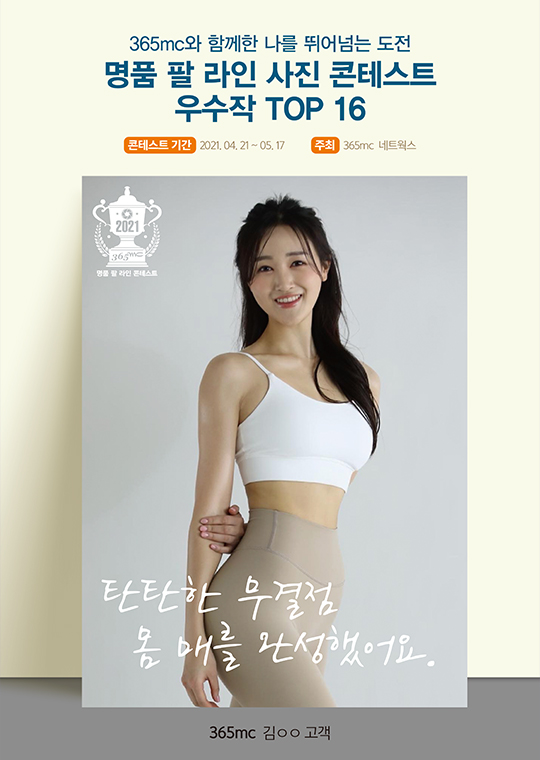 365mc와 함께한 나를 뛰어넘는 도전
명품 팔 라인 사진 콘테스트
우수작 TOP 16
콘테스트 기간 2021. 04. 21 ~ 05. 17 주최 365mc 네트웍스
2021
365mc
명품 팔 라인 콘테스트
탄탄한 무결점
몸매를 완성했어요.
365mc 김ㅇㅇ 고객